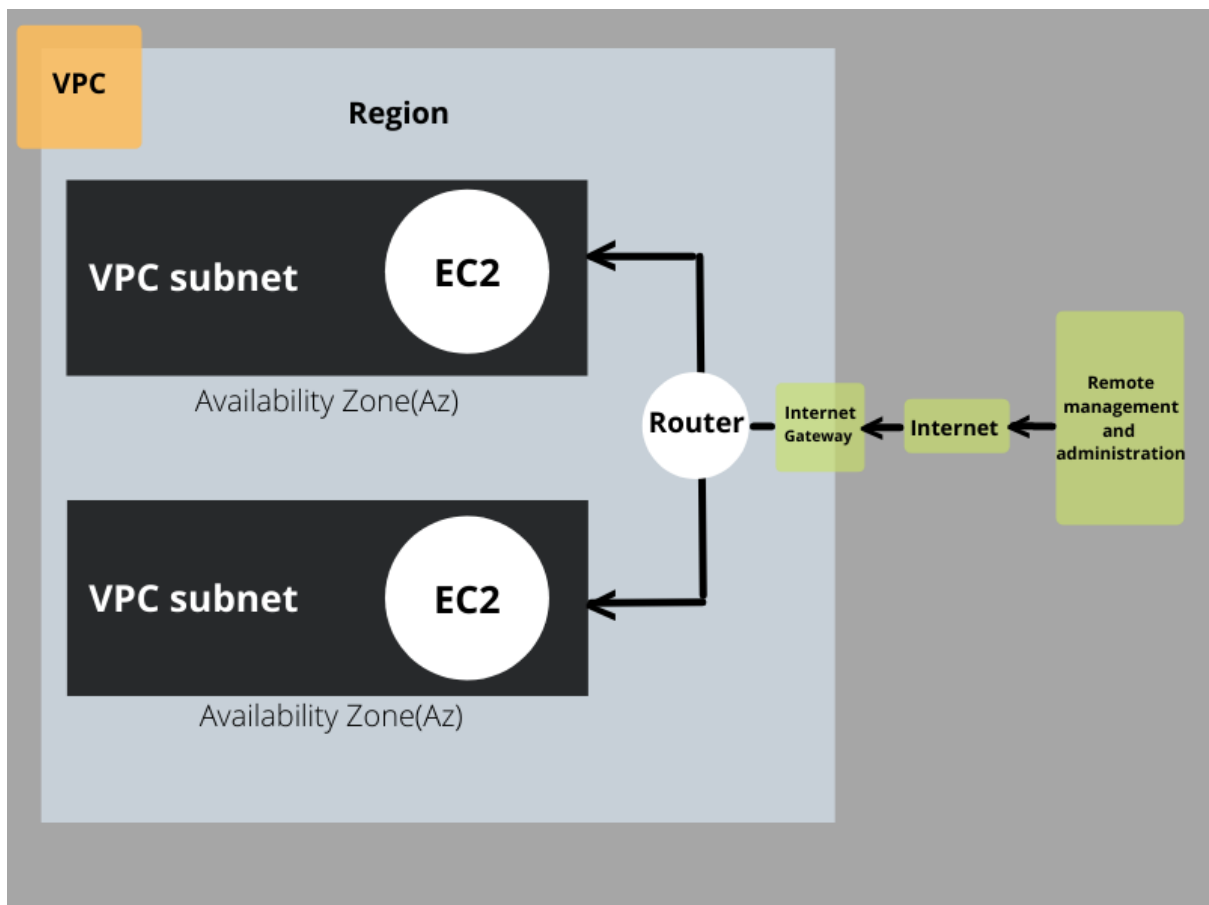 VPC
Region
VPC subnet
EC2
Availability Zone(Az)
Router
Internet
Gateway
Internet
Remote
management
and
administration
VPC subnet
EC2
Availability Zone(Az)